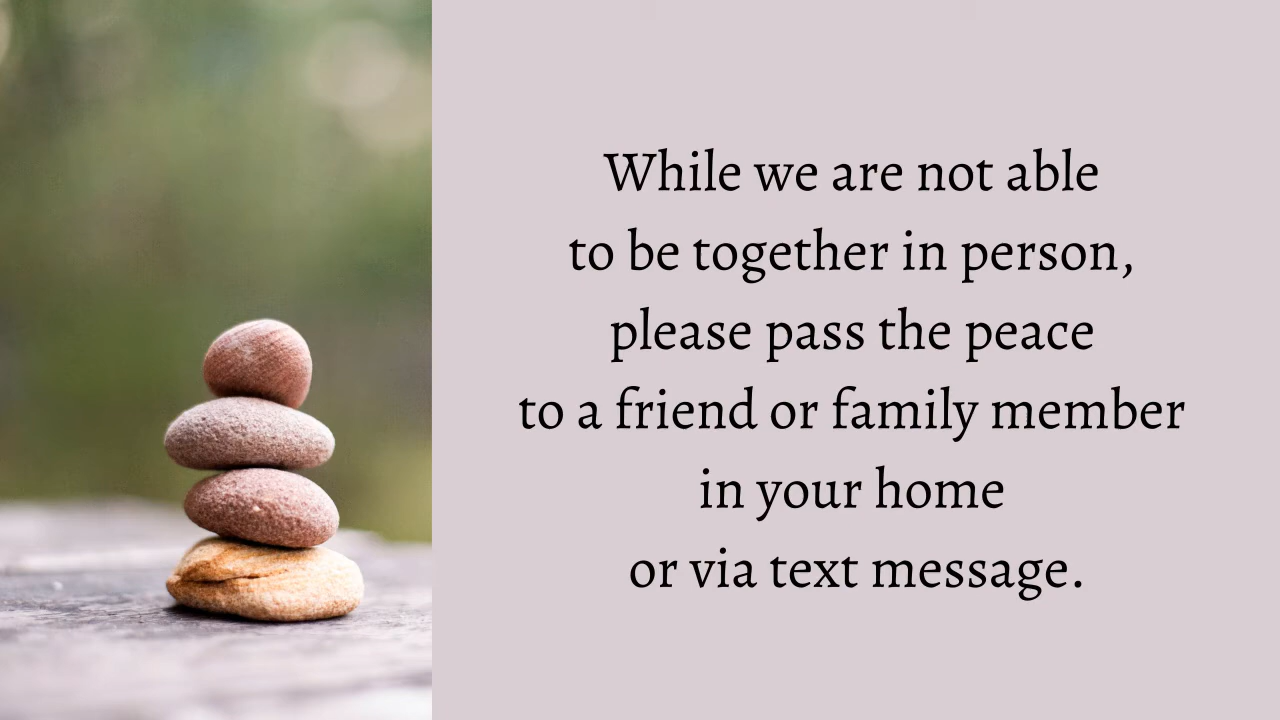 While we are not able
to be together in person,
please pass the peace
to a friend or family member
in your home
or via text message.